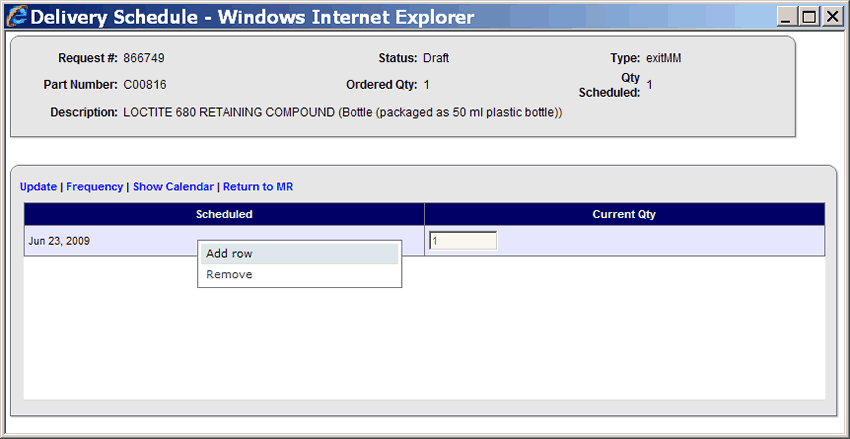 Delivery Schedule - Windows Internet Explorer
Request #: 866749 Status: Draft Type: exitMM
Part Number: C00816 Ordered Qty: 1 Qty Scheduled: 1
Description: LOCTITE 680 RETAINING COMPOUND (Bottle (packaged as 50 ml plastic bottle))
Update | Frequency | Show Calendar | Return to MR
Scheduled Current Qty
Jun 23, 2009 1
Add row
Remove